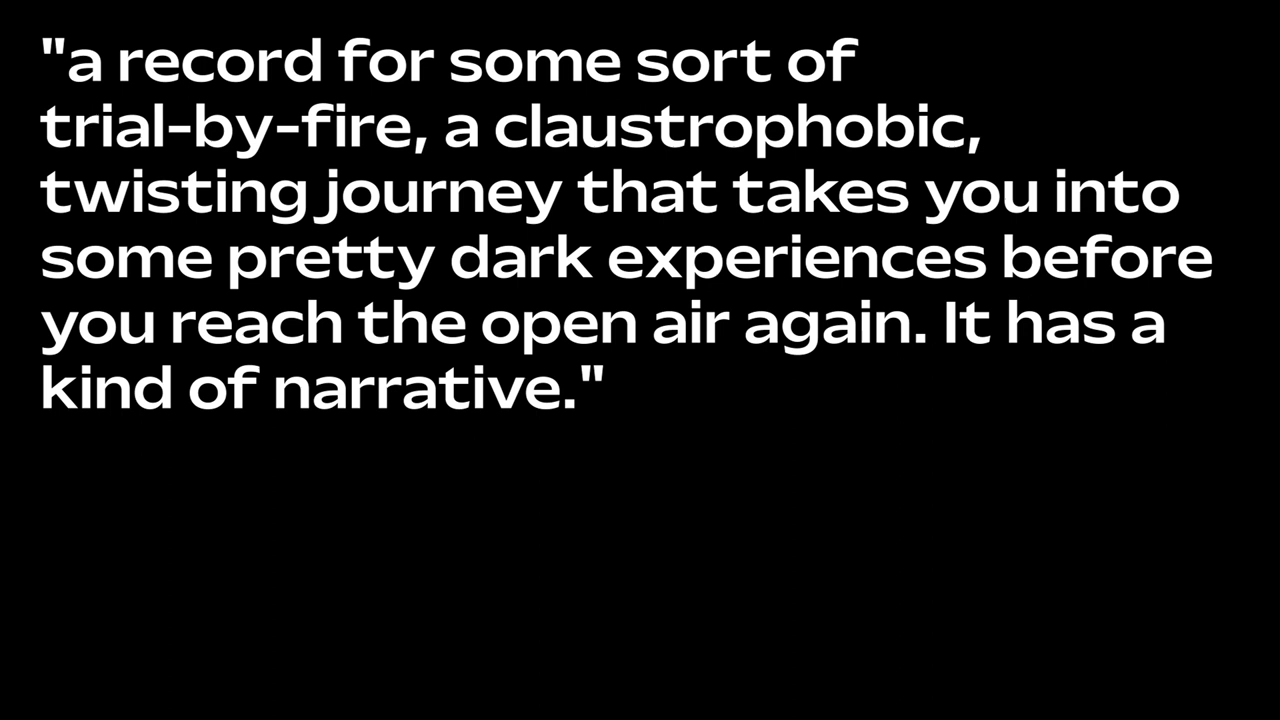 "a record for some sort of
trial-by-fire, a claustrophobic,
twisting journey that takes you into
some pretty dark experiences before
you reach the open air again. It has a
kind of narrative."